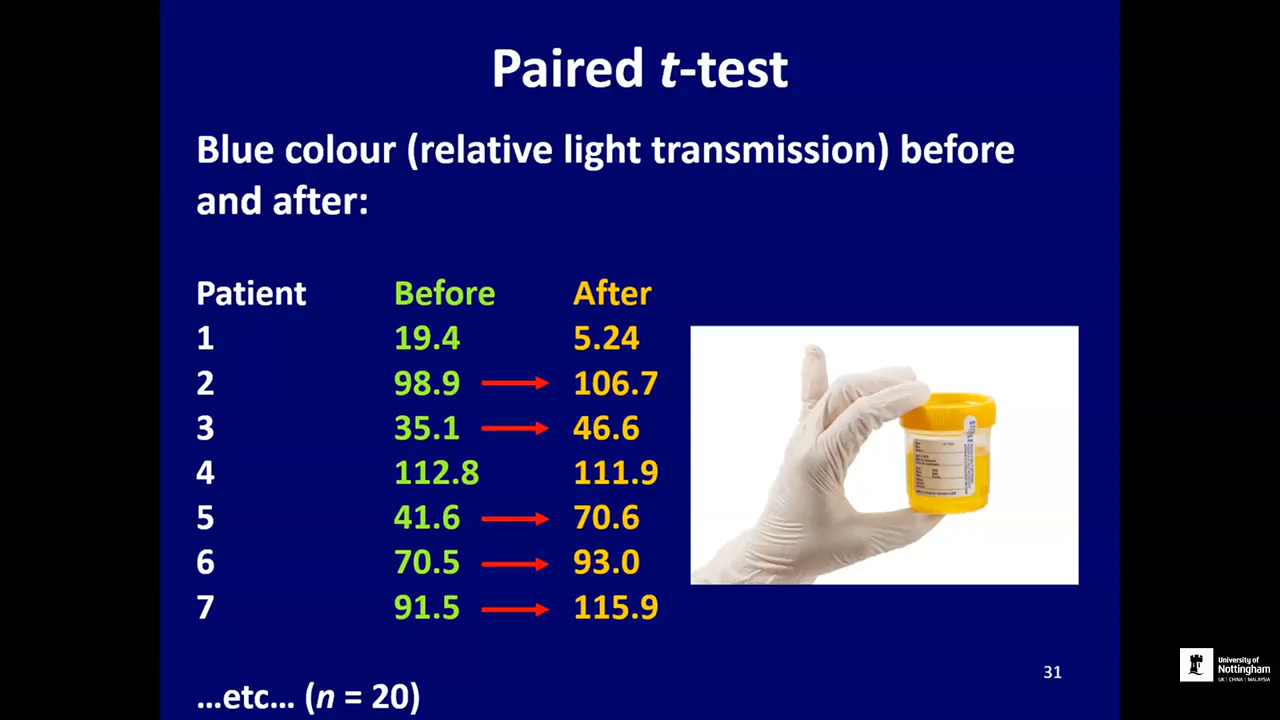 Paired t-test
Blue colour (relative light transmission) before
and after:
Patient Before After
1 19.4 5.24
2 98.9 106.7
3 35.1 46.6
4 112.8 111.9
5 41.6 70.6
6 70.5 93.0
7 91.5 115.9
...etc... (n = 20)
31
University of
Nottingham
UK | CHINA | MALAYSIA